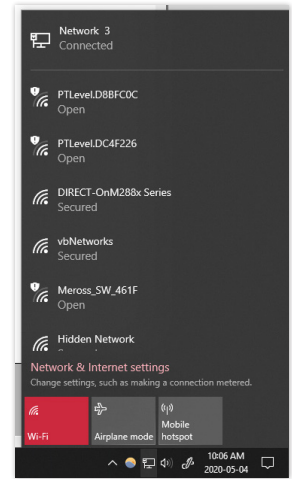 Network 3
Connected
PTLevel.D8BFC0C
Open
PTLevel.DC4F226
Open
DIRECT-OnM288x Series
Secured
vbNetworks
Secured
Meross_SW_461F
Open
Hidden Network
Network & Internet settings
Change settings, such as making a connection metered.
Wi-Fi
Airplane mode
Mobile
hotspot
10:06 AM
2020-05-04